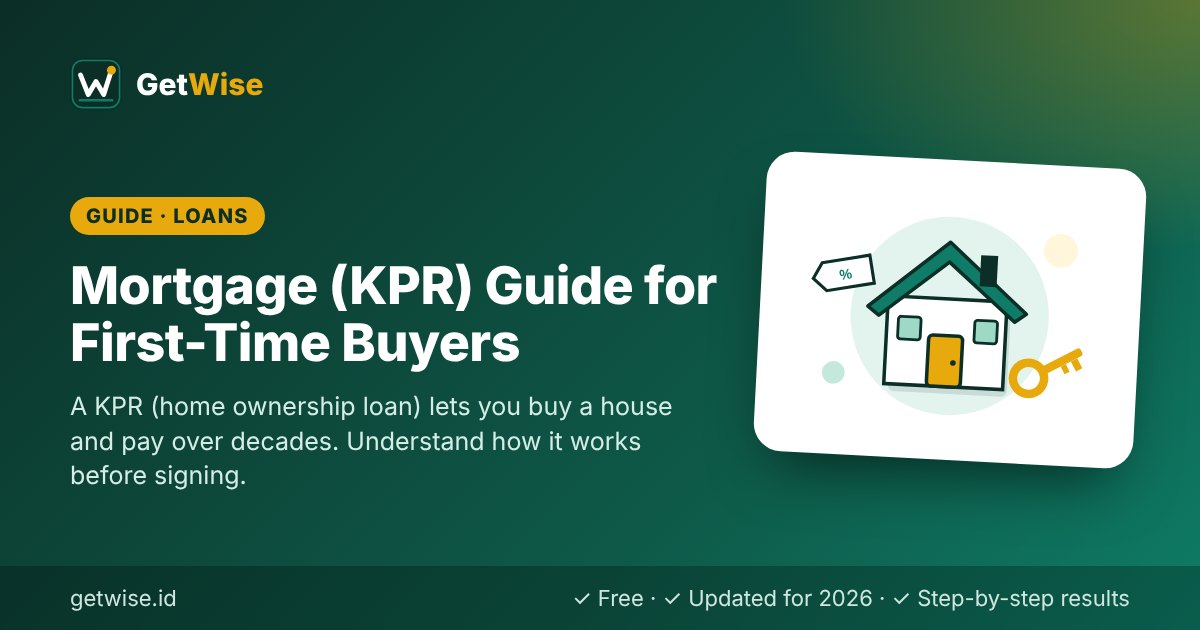 GetWise
GUIDE · LOANS
Mortgage (KPR) Guide for
First-Time Buyers
A KPR (home ownership loan) lets you buy a house
and pay over decades. Understand how it works
before signing.
%
getwise.id
✓ Free · ✓ Updated for 2026 · ✓ Step-by-step results